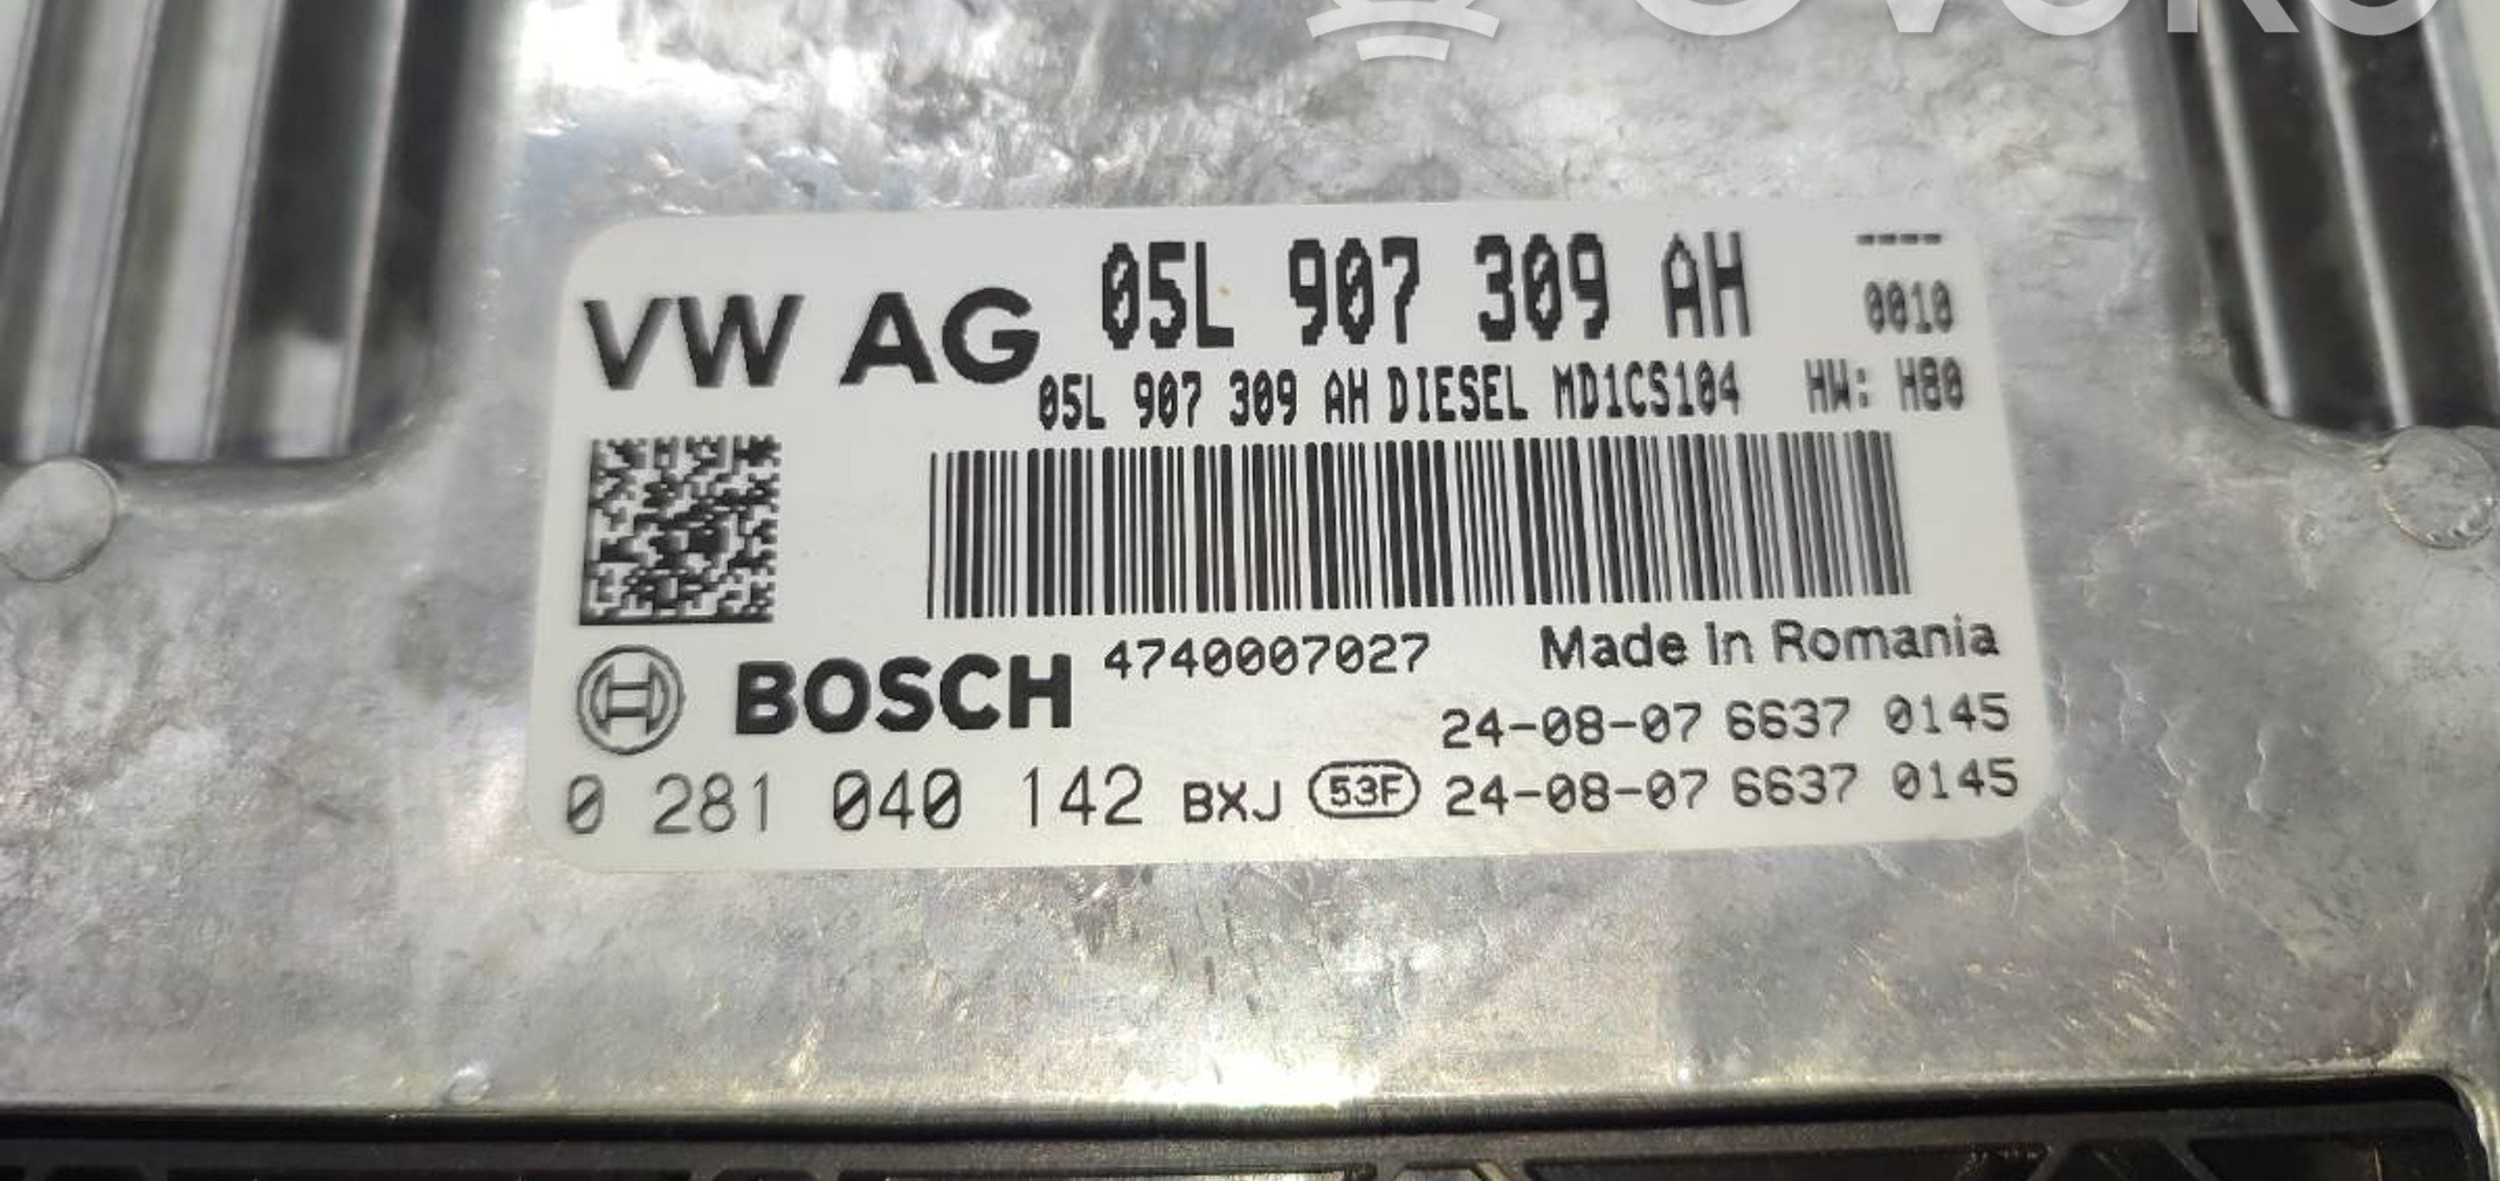 VW AG 05L 907 309 AH ----
0010
05L 907 309 AH DIESEL MD1CS104 HW: H80
BOSCH 4740007027 Made In Romania
24-08-07 6637 0145
0 281 040 142 BXJ 53F 24-08-07 6637 0145